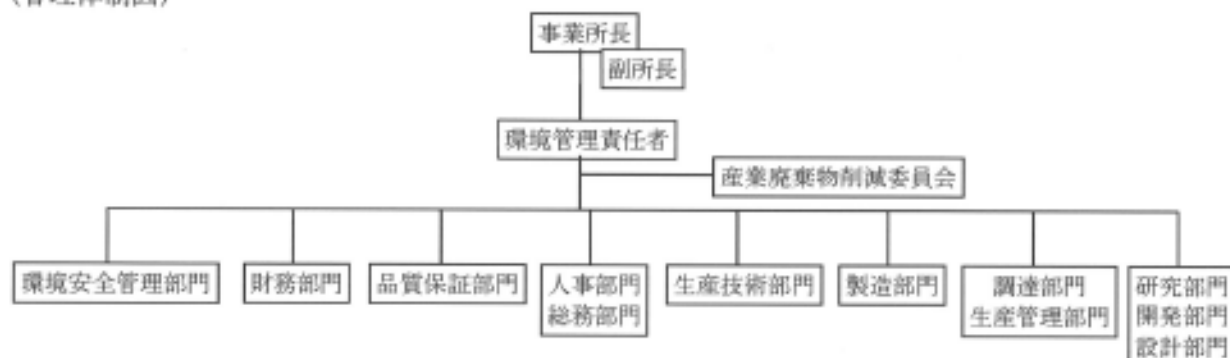 事業所長
副所長
環境管理責任者
産業廃棄物削減委員会
環境安全管理部門
財務部門
品質保証部門
人事部門
総務部門
生産技術部門
製造部門
調達部門
生産管理部門
研究部門
開発部門
設計部門